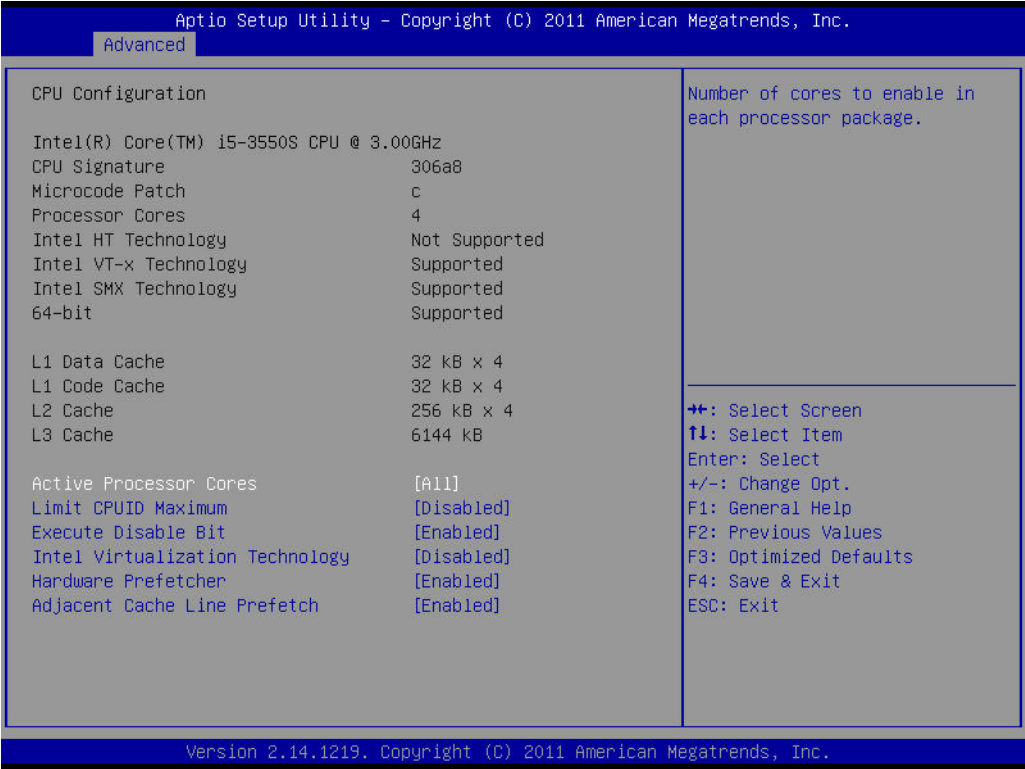 Aptio Setup Utility – Copyright (C) 2011 American Megatrends, Inc.
Advanced
CPU Configuration
Intel(R) Core(TM) i5-3550S CPU @ 3.00GHz
CPU Signature 306a8
Microcode Patch c
Processor Cores 4
Intel HT Technology Not Supported
Intel VT-x Technology Supported
Intel SMX Technology Supported
64-bit Supported
L1 Data Cache 32 kB x 4
L1 Code Cache 32 kB x 4
L2 Cache 256 kB x 4
L3 Cache 6144 kB
Active Processor Cores [All]
Limit CPUID Maximum [Disabled]
Execute Disable Bit [Enabled]
Intel Virtualization Technology [Disabled]
Hardware Prefetcher [Enabled]
Adjacent Cache Line Prefetch [Enabled]
Number of cores to enable in
each processor package.
→←: Select Screen
↑↓: Select Item
Enter: Select
+/-: Change Opt.
F1: General Help
F2: Previous Values
F3: Optimized Defaults
F4: Save & Exit
ESC: Exit
Version 2.14.1219. Copyright (C) 2011 American Megatrends, Inc.